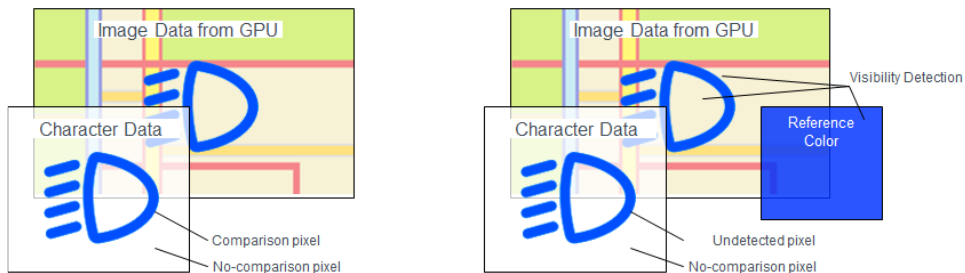 Image Data from GPU
Character Data
Comparison pixel
No-comparison pixel
Image Data from GPU
Visibility Detection
Character Data
Reference
Color
Undetected pixel
No-comparison pixel